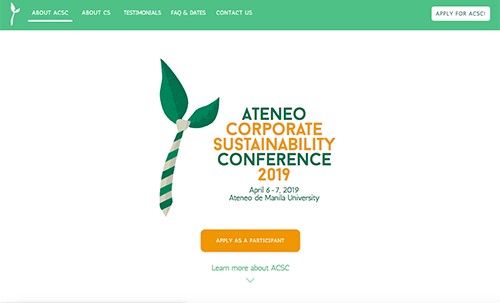 ABOUT ACSC ABOUT CS TESTIMONIALS FAQ & DATES CONTACT US APPLY FOR ACSC!
ATENEO
CORPORATE
SUSTAINABILITY
CONFERENCE
2019
April 6-7, 2019
Ateneo de Manila University
APPLY AS A PARTICIPANT
Learn more about ACSC